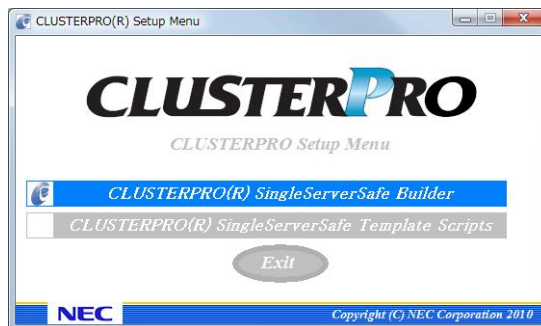 CLUSTERPRO(R) Setup Menu
CLUSTERPRO
CLUSTERPRO Setup Menu
CLUSTERPRO(R) SingleServerSafe Builder
CLUSTERPRO(R) SingleServerSafe Template Scripts
Exit
NEC
Copyright (C) NEC Corporation 2010